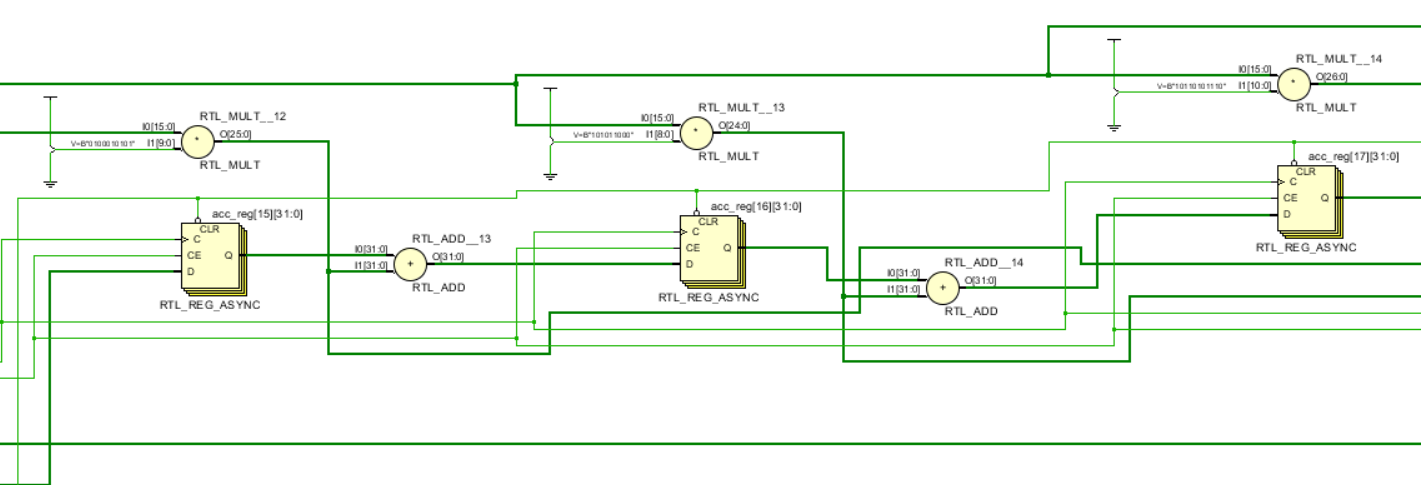 RTL_MULT__14
I0[15:0]
O[26:0]
V=B"10110101110"
I1[10:0]
*
RTL_MULT
RTL_MULT__12
I0[15:0]
O[25:0]
V=B"0100010101"
I1[9:0]
*
RTL_MULT
RTL_MULT__13
I0[15:0]
O[24:0]
V=B"101011000"
I1[8:0]
*
RTL_MULT
acc_reg[17][31:0]
CLR
C
CE
Q
D
RTL_REG_ASYNC
acc_reg[15][31:0]
CLR
C
CE
Q
D
RTL_REG_ASYNC
RTL_ADD__13
I0[31:0]
O[31:0]
I1[31:0]
+
RTL_ADD
acc_reg[16][31:0]
CLR
C
CE
Q
D
RTL_REG_ASYNC
RTL_ADD__14
I0[31:0]
O[31:0]
I1[31:0]
+
RTL_ADD